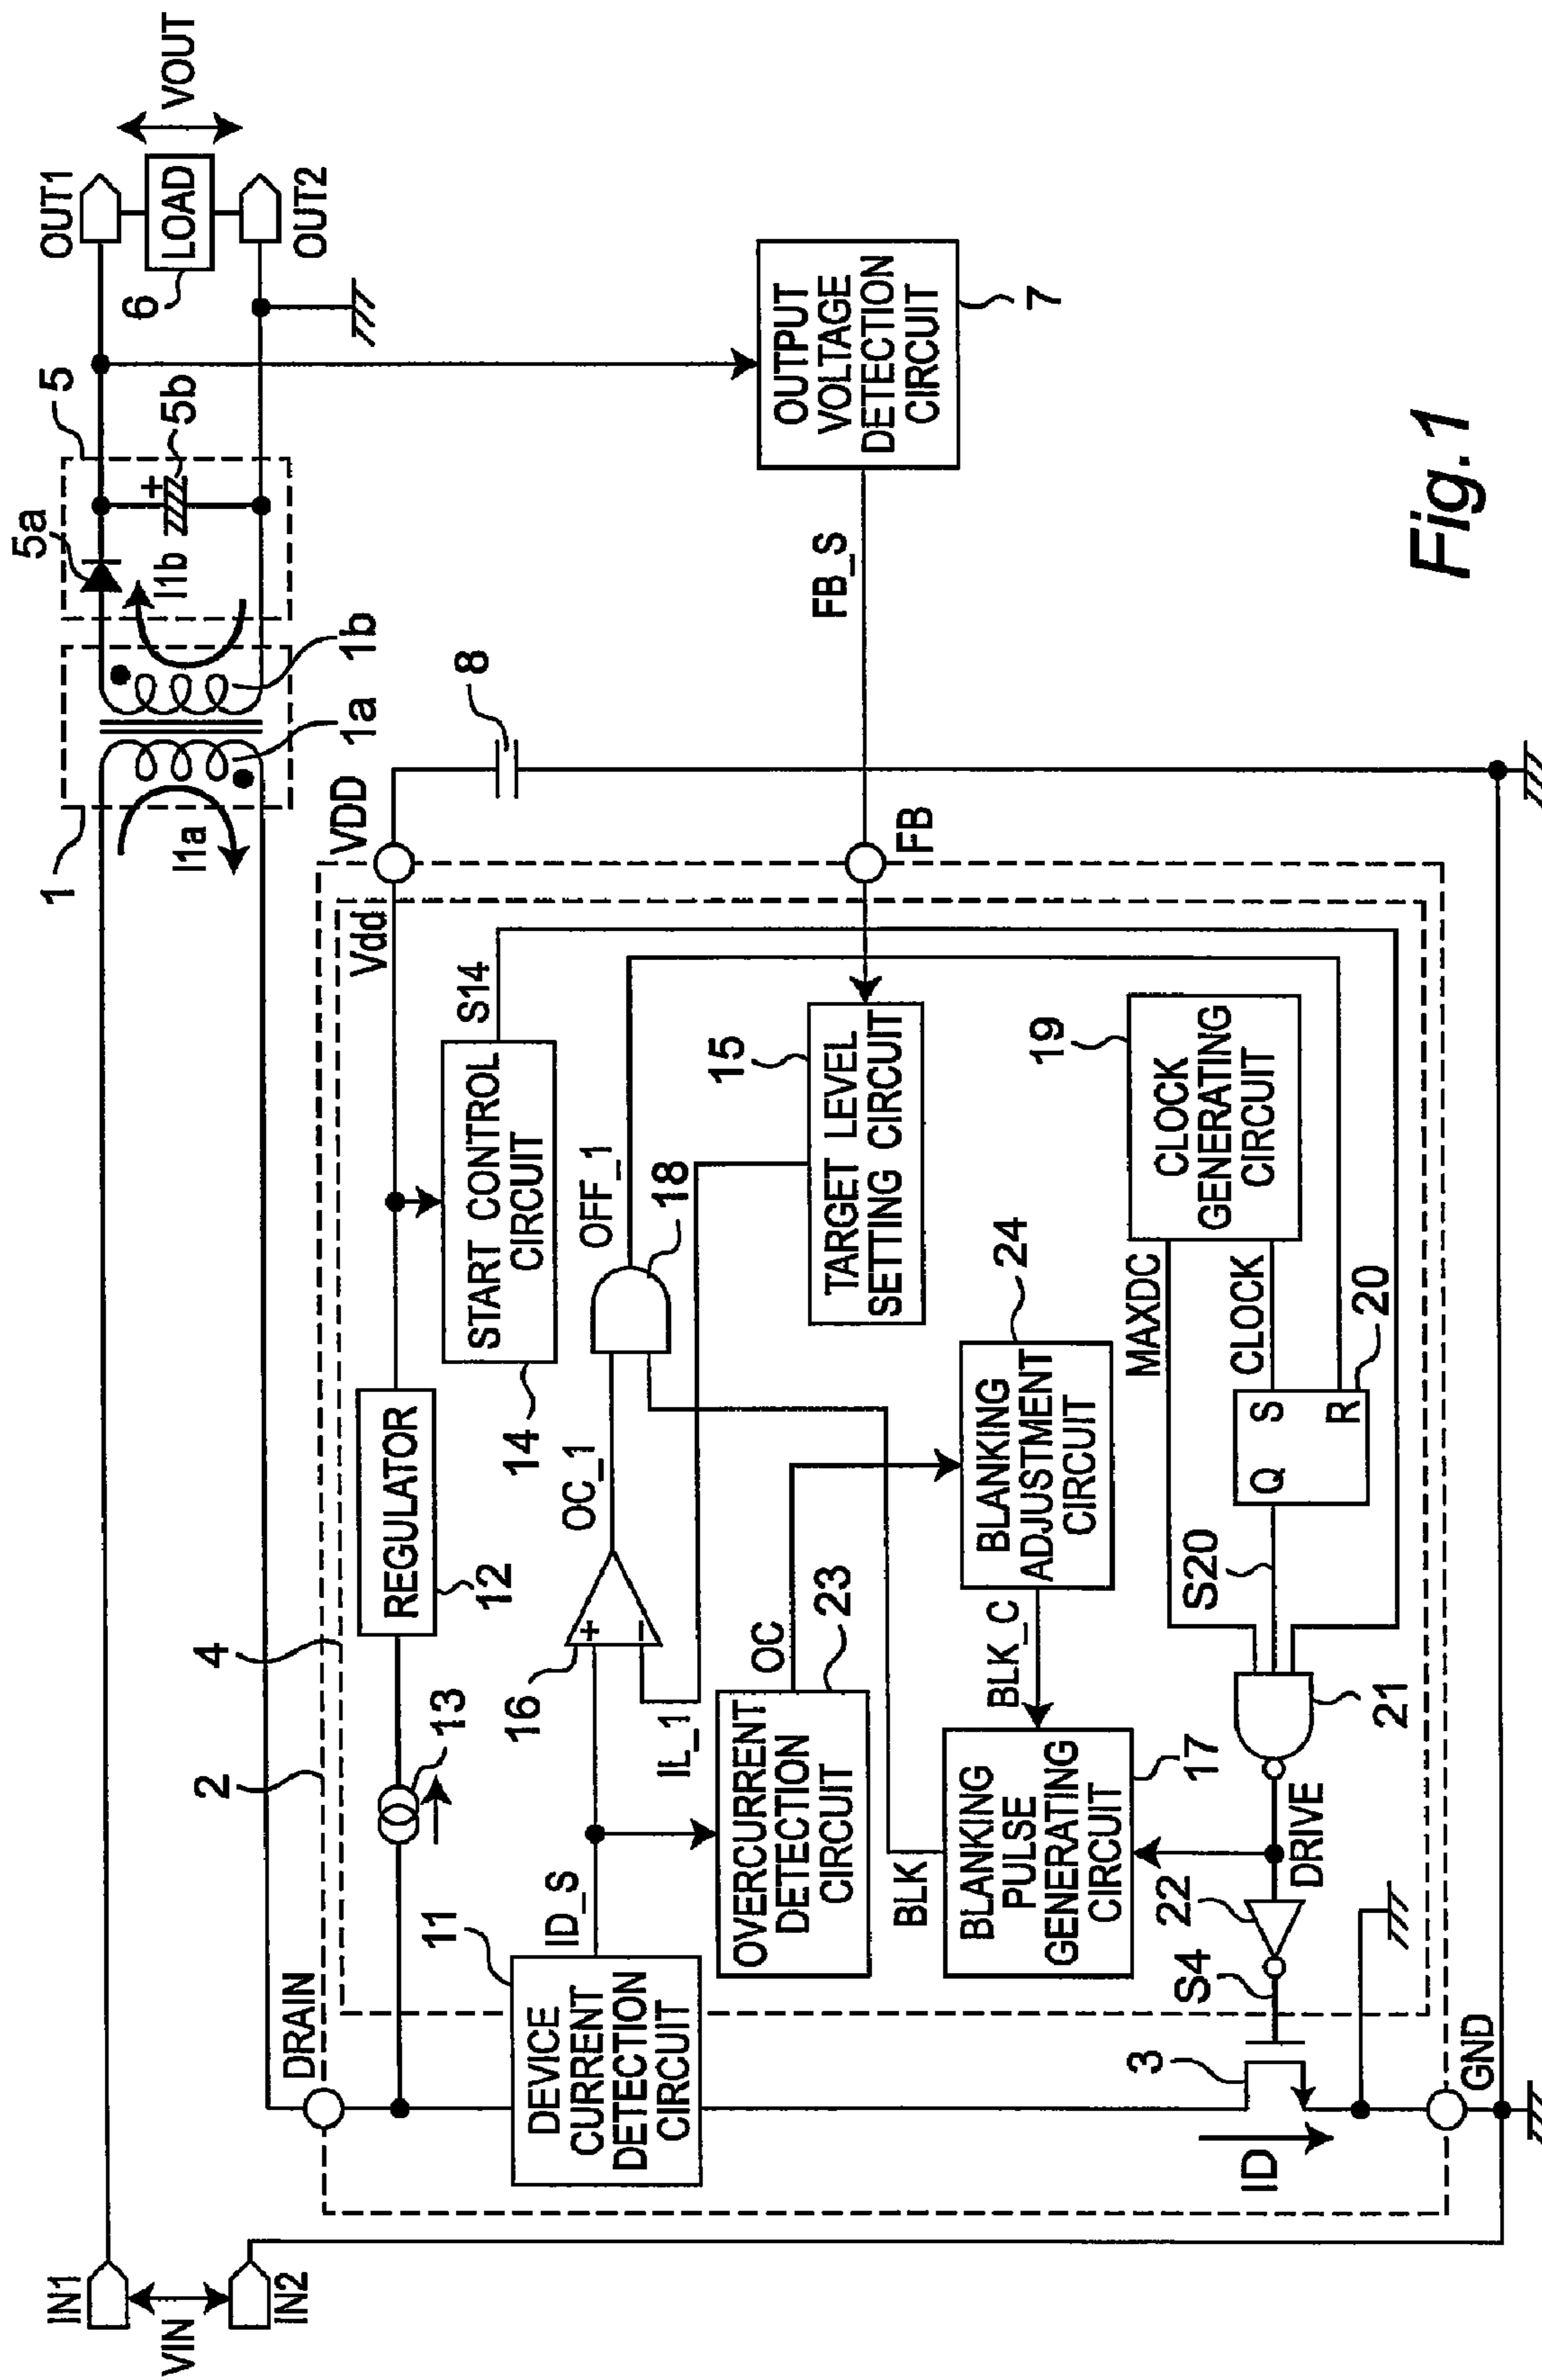 OUT1
VOUT
LOAD
6
OUT2
5
5a
+
5b
I1b
1b
1a
1
I1a
OUTPUT
VOLTAGE
DETECTION
CIRCUIT
7
FB_S
8
VDD
FB
Vdd
S14
START CONTROL
CIRCUIT
14
OFF_1
18
15
TARGET LEVEL
SETTING CIRCUIT
19
CLOCK
GENERATING
CIRCUIT
MAXDC
CLOCK
20
S
R
Q
S20
24
BLANKING
ADJUSTMENT
CIRCUIT
REGULATOR
12
OC_1
+
−
16
IL_1
OC
23
OVERCURRENT
DETECTION
CIRCUIT
BLK_C
BLANKING
PULSE
GENERATING
CIRCUIT
17
BLK
21
DRIVE
22
S4
4
2
13
ID_S
11
DEVICE
CURRENT
DETECTION
CIRCUIT
DRAIN
3
ID
GND
IN1
VIN
IN2
Fig.1